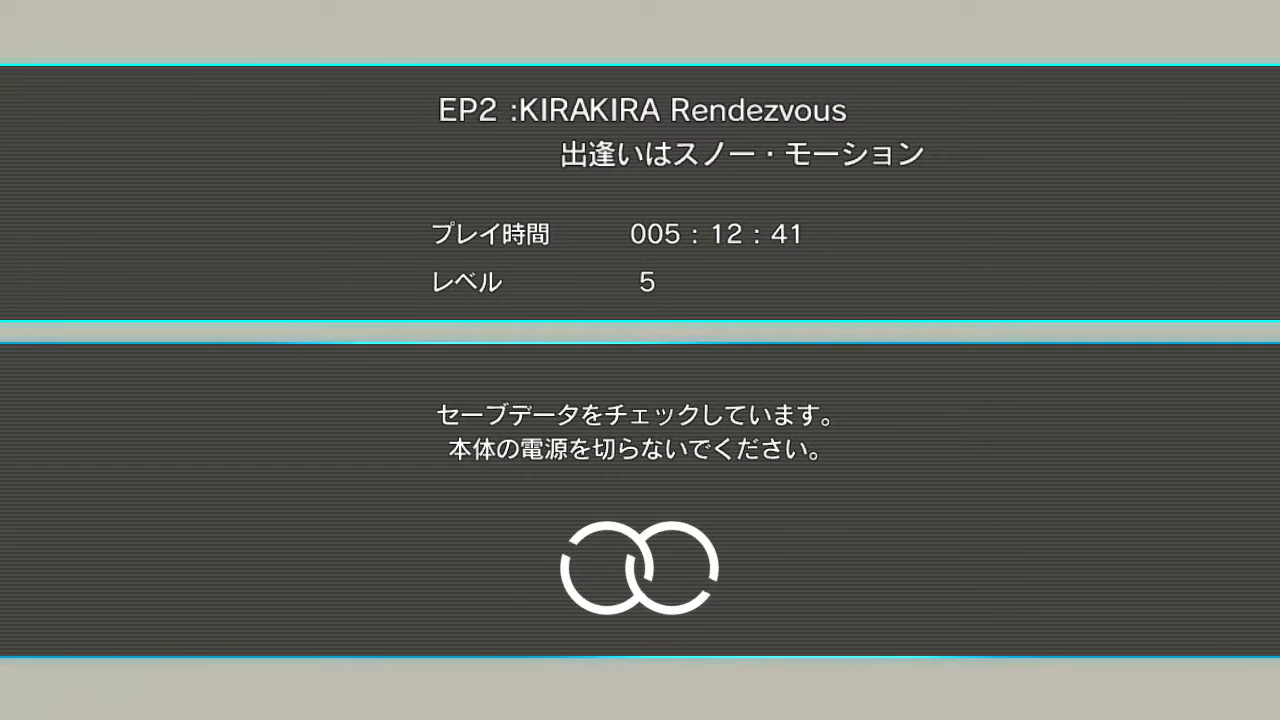 EP2 :KIRAKIRA Rendezvous
出逢いはスノー・モーション
プレイ時間 005 : 12 : 41
レベル 5
セーブデータをチェックしています。
本体の電源を切らないでください。